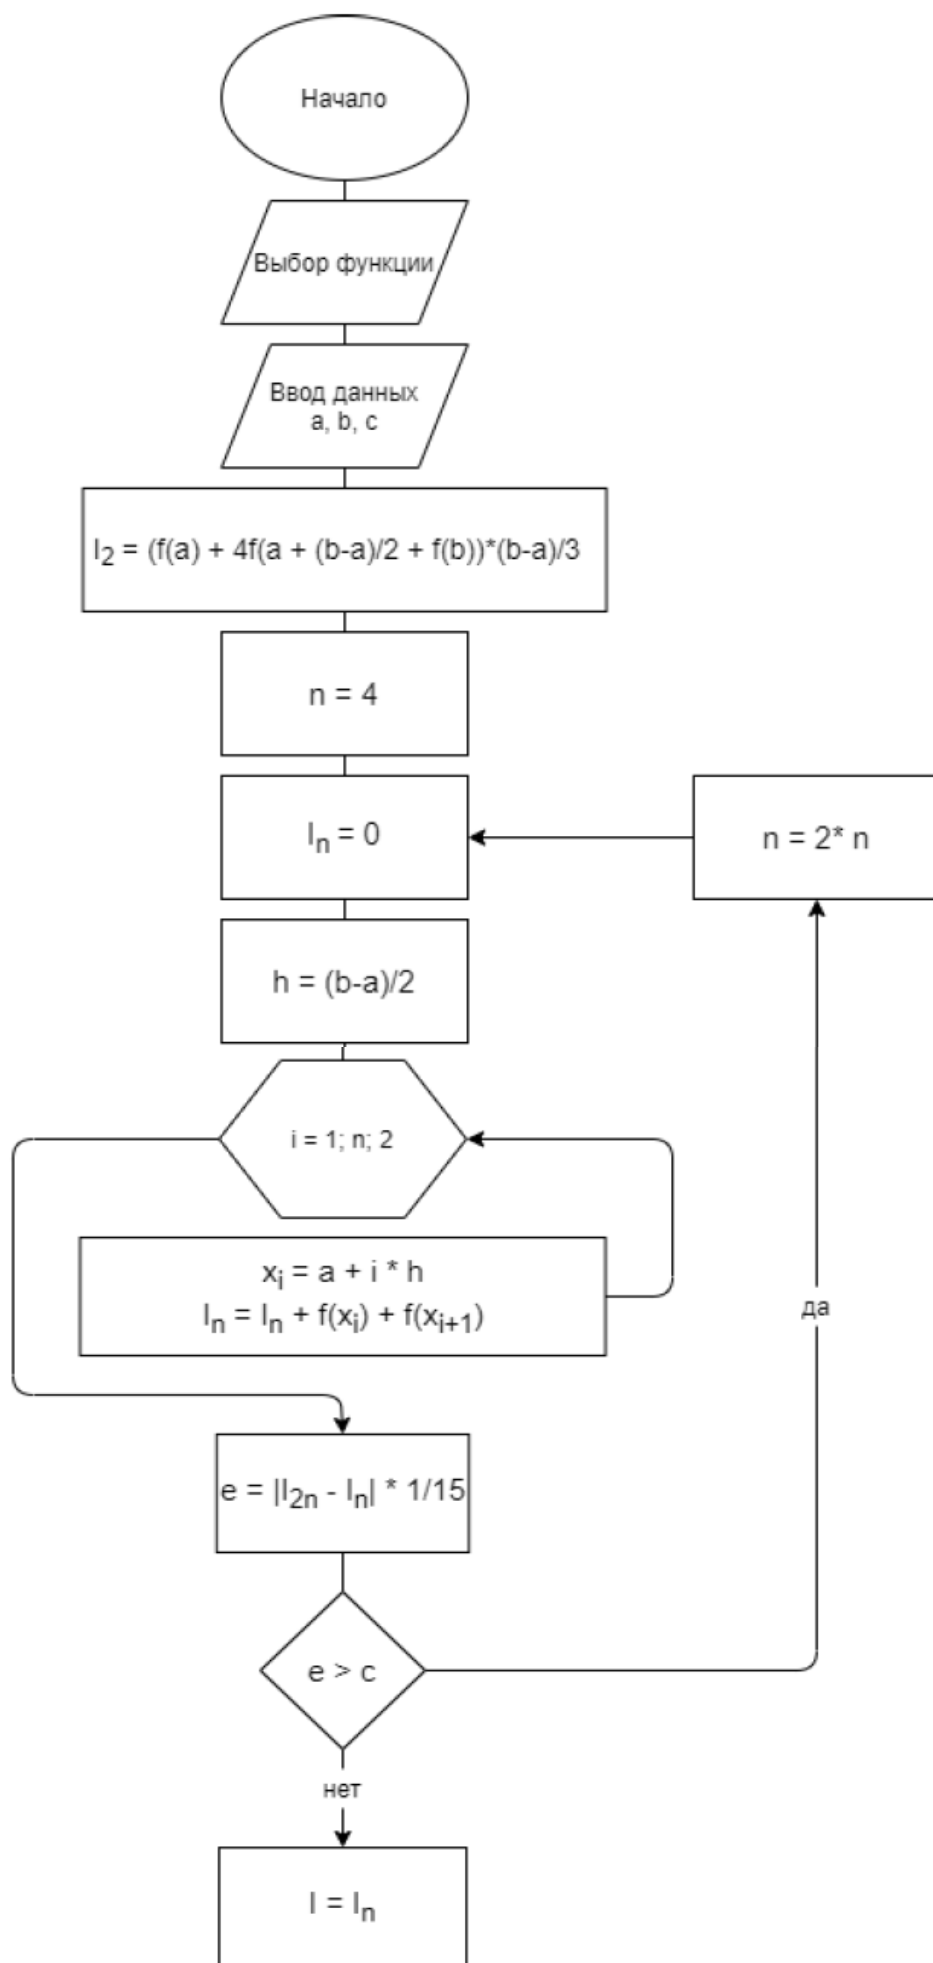 Начало
Выбор функции
Ввод данных
a, b, c
I₂ = (f(a) + 4f(a + (b-a)/2 + f(b))*(b-a)/3
n = 4
Iₙ = 0
n = 2* n
h = (b-a)/2
i = 1; n; 2
xᵢ = a + i * h
Iₙ = Iₙ + f(xᵢ) + f(xᵢ₊₁)
да
e = |I₂ₙ - Iₙ| * 1/15
e > c
нет
I = Iₙ